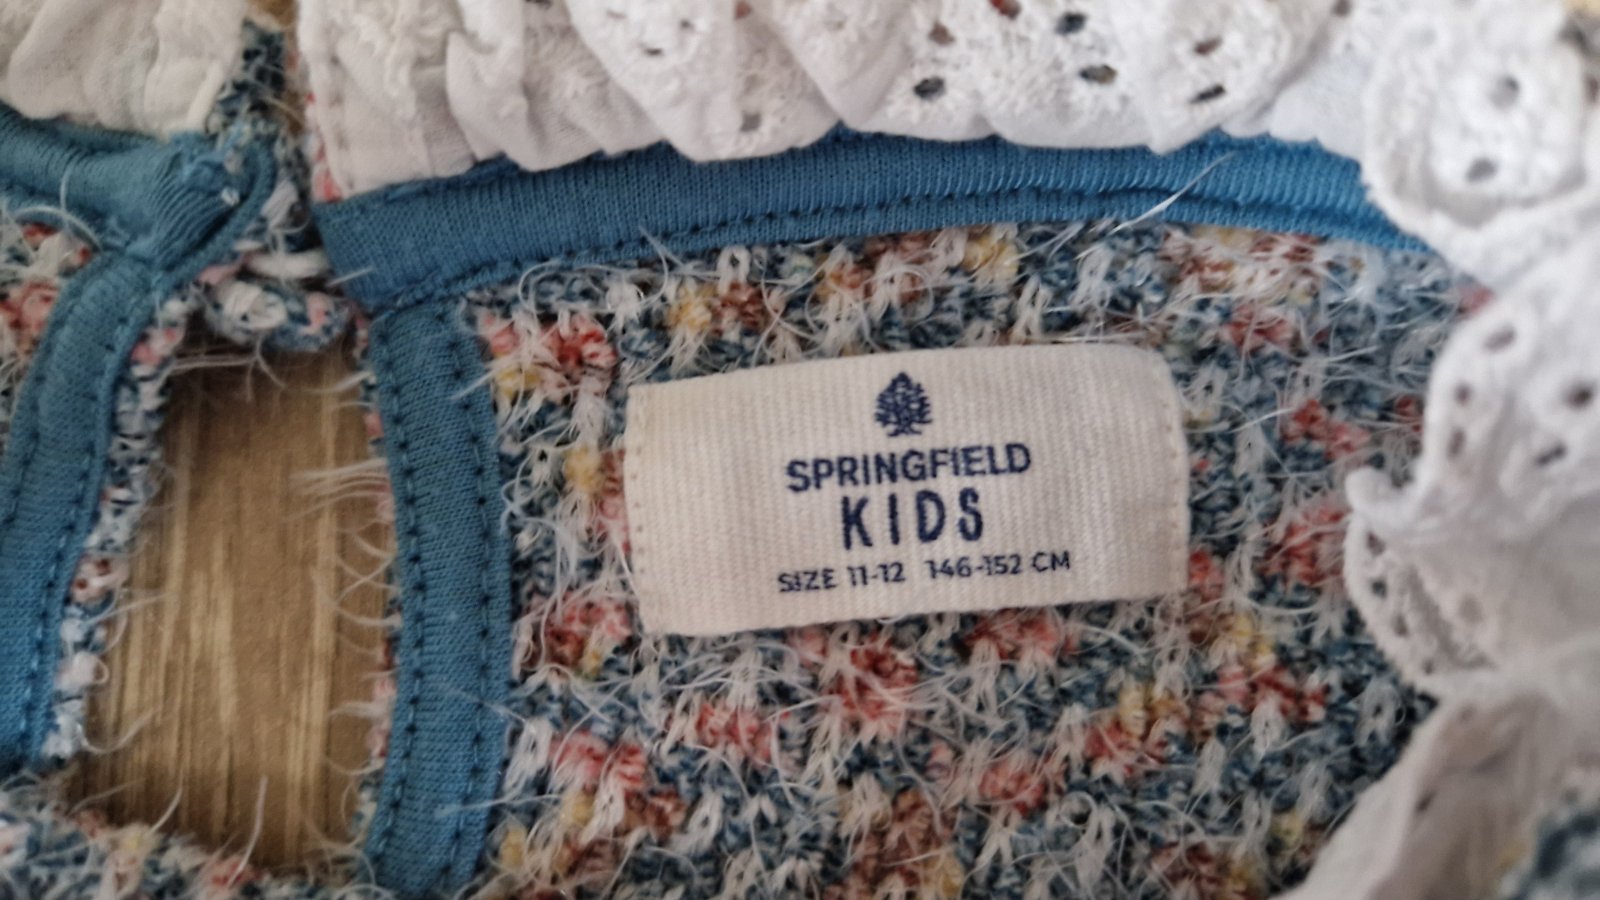 SPRINGFIELD
KIDS
SIZE 11-12 146-152 CM